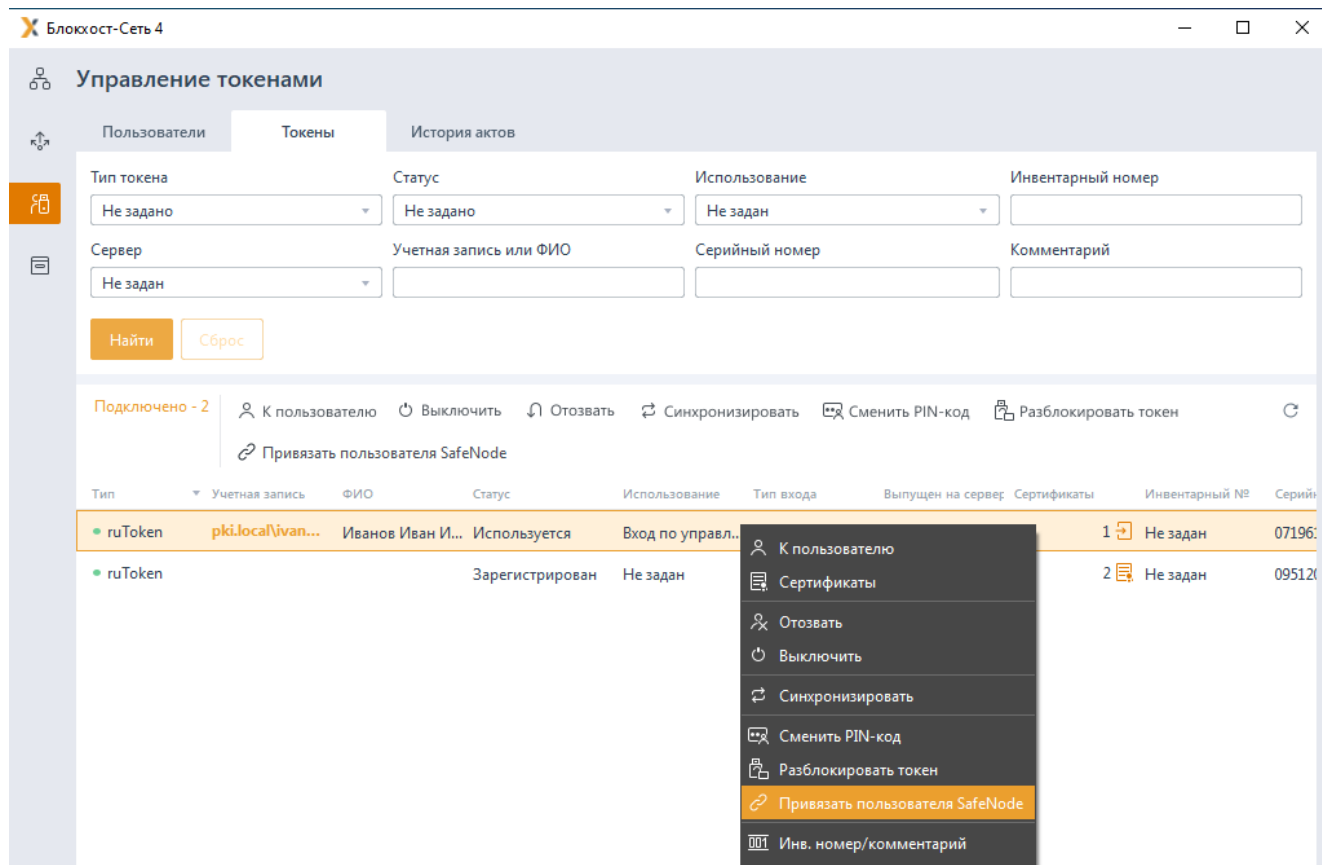 Блокхост-Сеть 4
Управление токенами
Пользователи Токены История актов
Тип токена Статус Использование Инвентарный номер
Не задано Не задано Не задан
Сервер Учетная запись или ФИО Серийный номер Комментарий
Не задан
Найти Сброс
Подключено - 2 К пользователю Выключить Отозвать Синхронизировать Сменить PIN-код Разблокировать токен
Привязать пользователя SafeNode
Тип Учетная запись ФИО Статус Использование Тип входа Выпущен на сервер Сертификаты Инвентарный № Серийн
ruToken pki.local\ivan... Иванов Иван И... Используется Вход по управл... 1 Не задан 07196
ruToken Зарегистрирован Не задан 2 Не задан 09512
К пользователю
Сертификаты
Отозвать
Выключить
Синхронизировать
Сменить PIN-код
Разблокировать токен
Привязать пользователя SafeNode
001 Инв. номер/комментарий